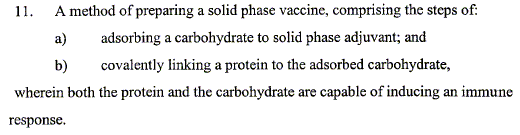 11. A method of preparing a solid phase vaccine, comprising the steps of:
a) adsorbing a carbohydrate to solid phase adjuvant; and
b) covalently linking a protein to the adsorbed carbohydrate,
wherein both the protein and the carbohydrate are capable of inducing an immune
response.